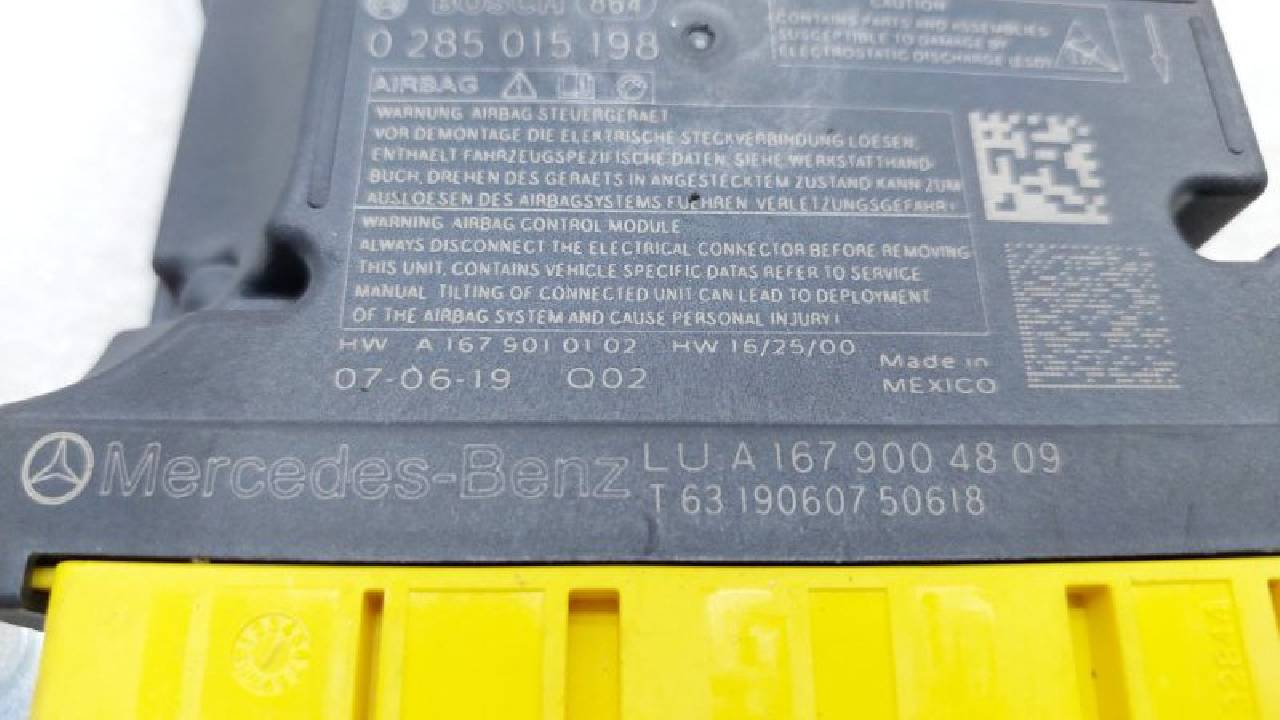 BOSCH 864
0 285 015 198
CAUTION
CONTAINS PARTS AND ASSEMBLIES
SUSCEPTIBLE TO DAMAGE BY
ELECTROSTATIC DISCHARGE (ESD)
AIRBAG
WARNUNG AIRBAG STEUERGERAET
VOR DEMONTAGE DIE ELEKTRISCHE STECKVERBINDUNG LOESEN,
ENTHAELT FAHRZEUGSPEZIFISCHE DATEN, SIEHE WERKSTATTHAND-
BUCH, DREHEN DES GERAETS IN ANGESTECKTEM ZUSTAND KANN ZUM
AUSLOESEN DES AIRBAGSYSTEMS FUEHREN VERLETZUNGSGEFAHR!
WARNING AIRBAG CONTROL MODULE
ALWAYS DISCONNECT THE ELECTRICAL CONNECTOR BEFORE REMOVING
THIS UNIT, CONTAINS VEHICLE SPECIFIC DATAS REFER TO SERVICE
MANUAL TILTING OF CONNECTED UNIT CAN LEAD TO DEPLOYMENT
OF THE AIRBAG SYSTEM AND CAUSE PERSONAL INJURY!
HW A 167 901 01 02 HW 16/25/00
07-06-19 Q02
Made in
MEXICO
Mercedes-Benz LU A 167 900 48 09
T 63 190607 50618